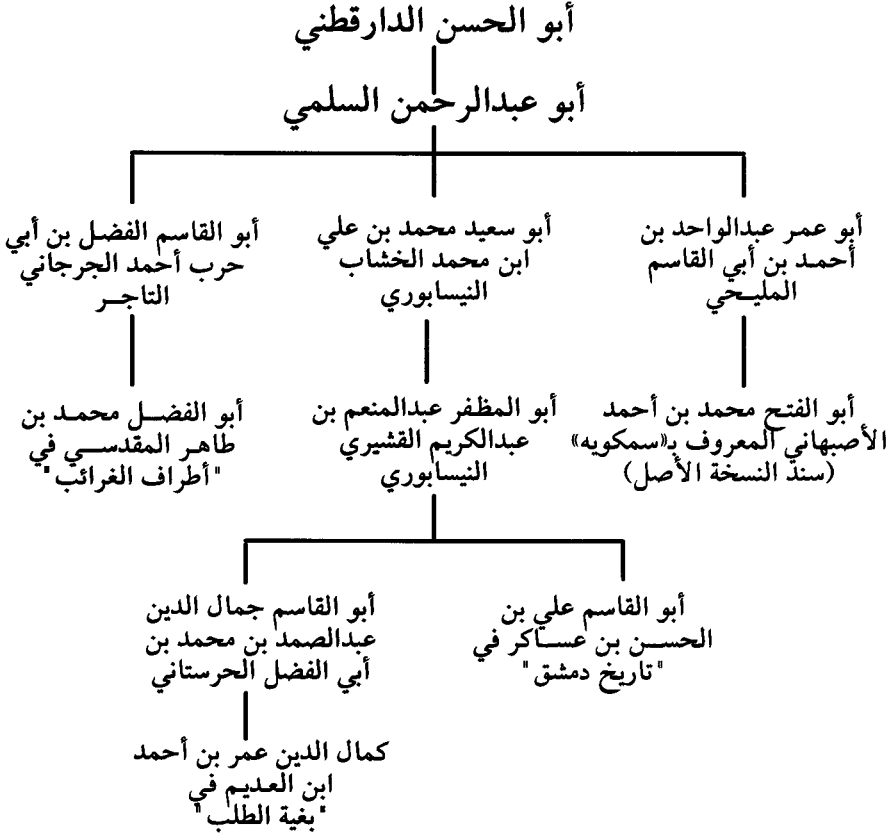 أبو الحسن الدارقطني
أبو عبدالرحمن السلمي
أبو عمر عبدالواحد بن
أحمد بن أبي القاسم
المليحي
أبو سعيد محمد بن علي
ابن محمد الخشاب
النيسابوري
أبو القاسم الفضل بن أبي
حرب أحمد الجرجاني
التاجر
أبو الفتح محمد بن أحمد
الأصبهاني المعروف بـ«سمكويه»
(سند النسخة الأصل)
أبو المظفر عبدالمنعم بن
عبدالكريم القشيري
النيسابوري
أبو الفضل محمد بن
طاهر المقدسي في
"أطراف الغرائب"
أبو القاسم علي بن
الحسن بن عساكر في
"تاريخ دمشق"
أبو القاسم جمال الدين
عبدالصمد بن محمد بن
أبي الفضل الحرستاني
كمال الدين عمر بن أحمد
ابن العديم في
"بغية الطلب"